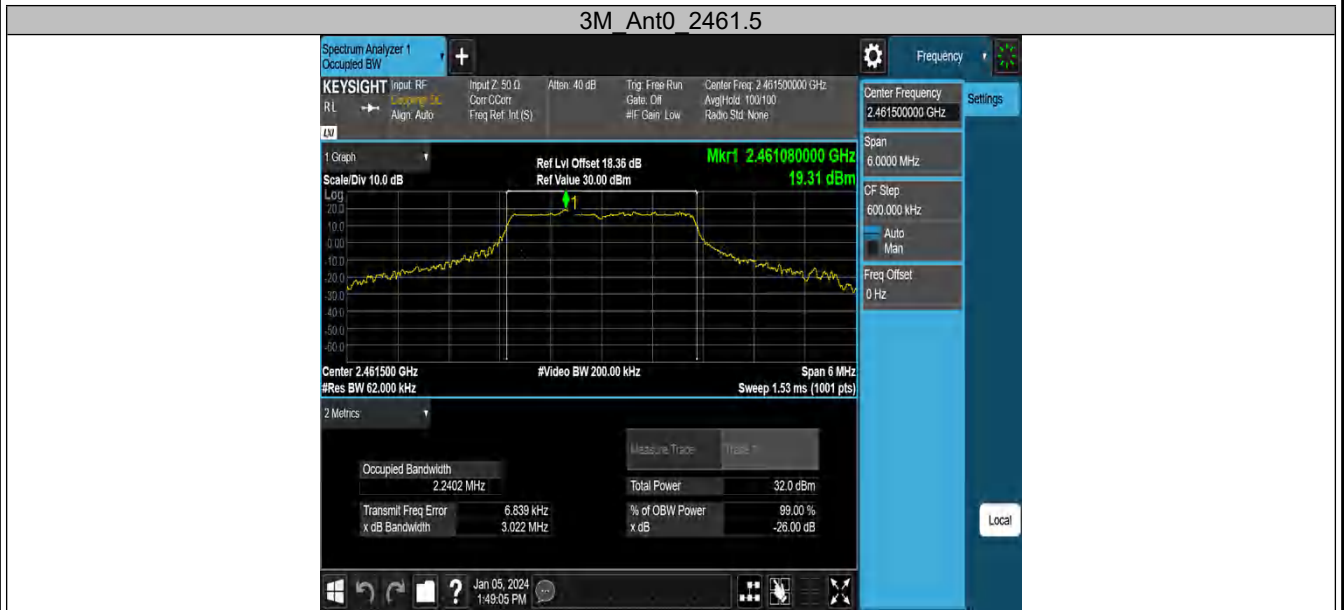 3M_Ant0_2461.5
Spectrum Analyzer 1
Occupied BW
+
Frequency
KEYSIGHT
RL
LXI
Input: RF
Coupling: DC
Align: Auto
Input Z: 50 Ω
Corr CCorr
Freq Ref: Int (S)
Atten: 40 dB
Trig: Free Run
Gate: Off
#IF Gain: Low
Center Freq: 2.461500000 GHz
Avg|Hold: 100/100
Radio Std: None
Center Frequency
2.461500000 GHz
Settings
Span
6.0000 MHz
CF Step
600.000 kHz
Auto
Man
Freq Offset
0 Hz
Local
1 Graph
Scale/Div 10.0 dB
Ref Lvl Offset 18.36 dB
Ref Value 30.00 dBm
Mkr1 2.461080000 GHz
19.31 dBm
Log
20.0
10.0
0.00
-10.0
-20.0
-30.0
-40.0
-50.0
-60.0
1
Center 2.461500 GHz
#Video BW 200.00 kHz
Span 6 MHz
#Res BW 62.000 kHz
Sweep 1.53 ms (1001 pts)
2 Metrics
Measure Trace
Trace 1
Occupied Bandwidth
2.2402 MHz
Total Power 32.0 dBm
Transmit Freq Error 6.839 kHz
% of OBW Power 99.00 %
x dB Bandwidth 3.022 MHz
x dB -26.00 dB
?
Jan 05, 2024
1:49:05 PM